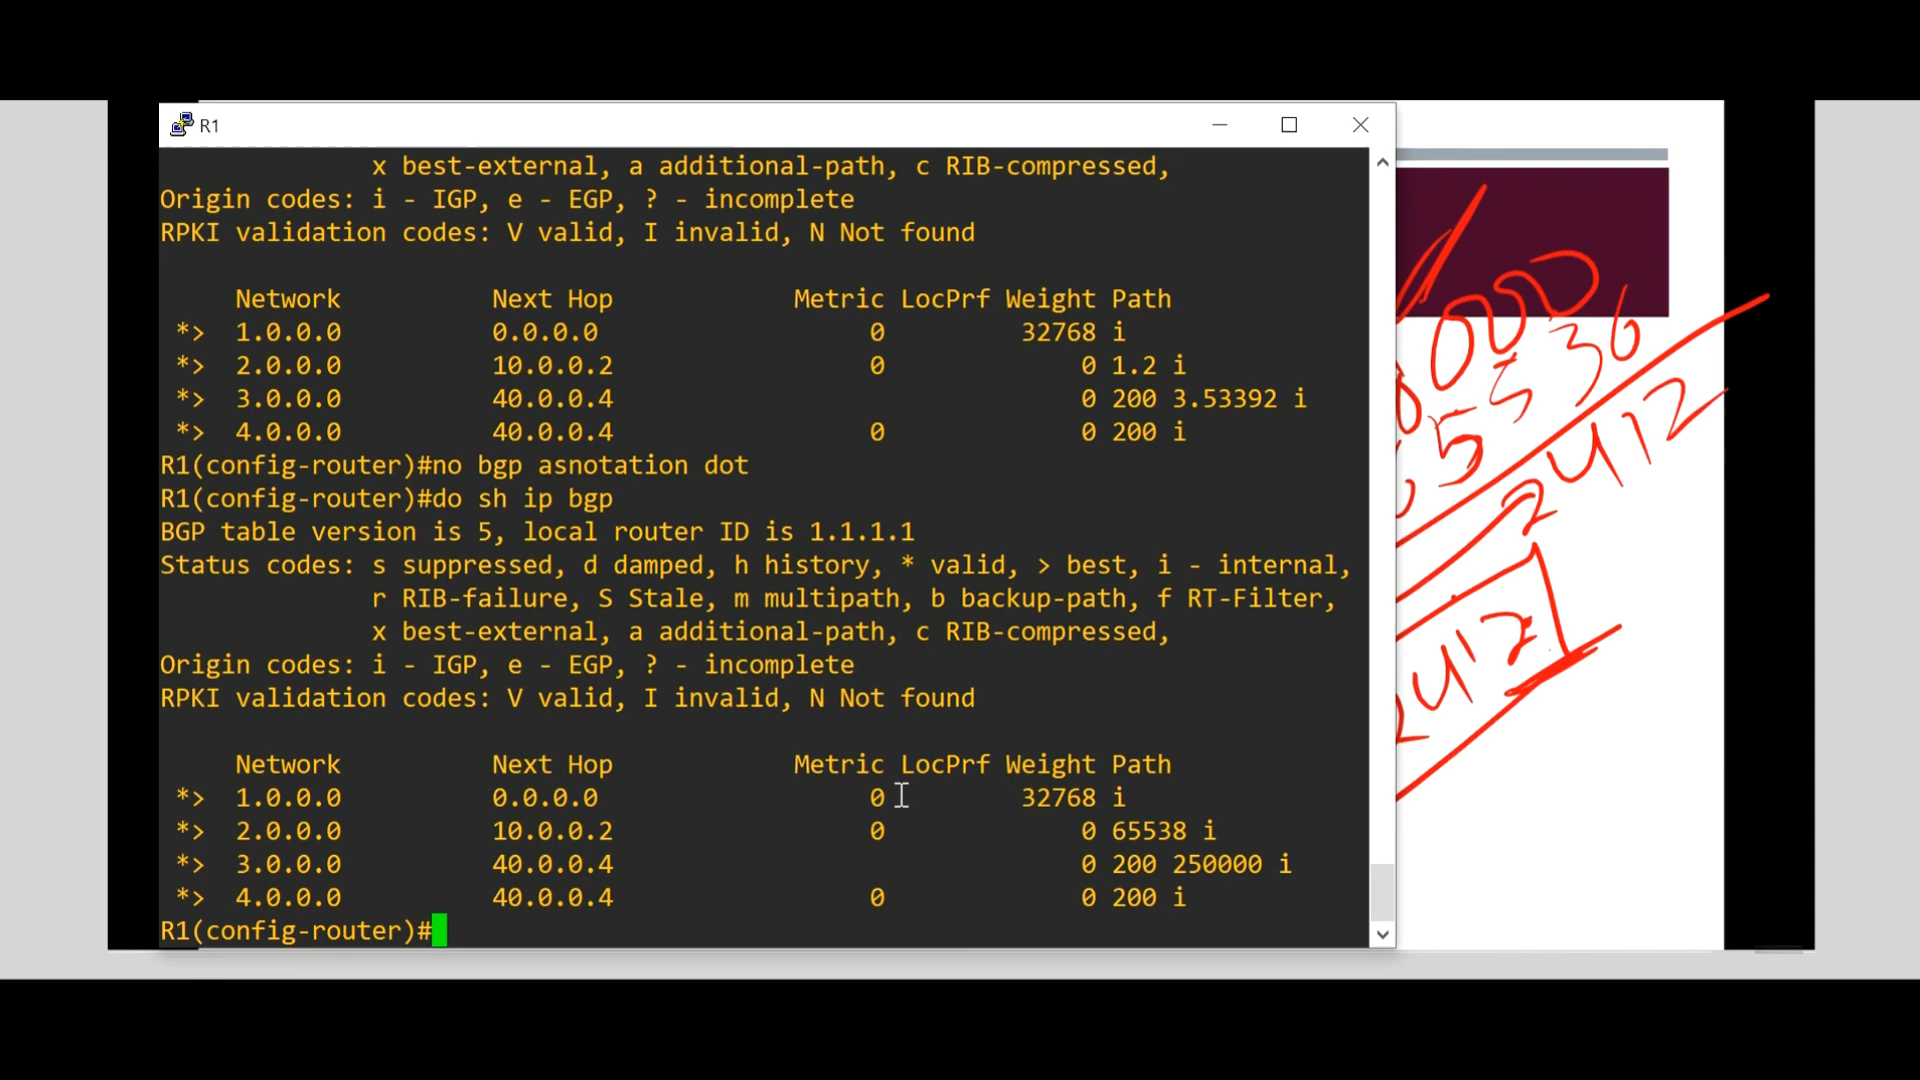 R1
x best-external, a additional-path, c RIB-compressed,
Origin codes: i - IGP, e - EGP, ? - incomplete
RPKI validation codes: V valid, I invalid, N Not found
Network Next Hop Metric LocPrf Weight Path
*> 1.0.0.0 0.0.0.0 0 32768 i
*> 2.0.0.0 10.0.0.2 0 0 1.2 i
*> 3.0.0.0 40.0.0.4 0 200 3.53392 i
*> 4.0.0.0 40.0.0.4 0 0 200 i
R1(config-router)#no bgp asnotation dot
R1(config-router)#do sh ip bgp
BGP table version is 5, local router ID is 1.1.1.1
Status codes: s suppressed, d damped, h history, * valid, > best, i - internal,
r RIB-failure, S Stale, m multipath, b backup-path, f RT-Filter,
x best-external, a additional-path, c RIB-compressed,
Origin codes: i - IGP, e - EGP, ? - incomplete
RPKI validation codes: V valid, I invalid, N Not found
Network Next Hop Metric LocPrf Weight Path
*> 1.0.0.0 0.0.0.0 0 32768 i
*> 2.0.0.0 10.0.0.2 0 0 65538 i
*> 3.0.0.0 40.0.0.4 0 200 250000 i
*> 4.0.0.0 40.0.0.4 0 0 200 i
R1(config-router)#
000
5536
2412
2412